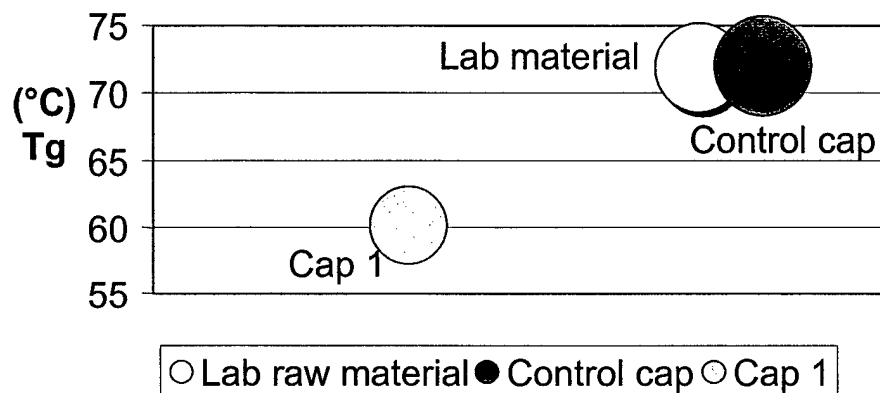 75
Lab material
(°C)
70
Tg
Control cap
65
60
Cap 1
55
Lab raw material Control cap Cap 1